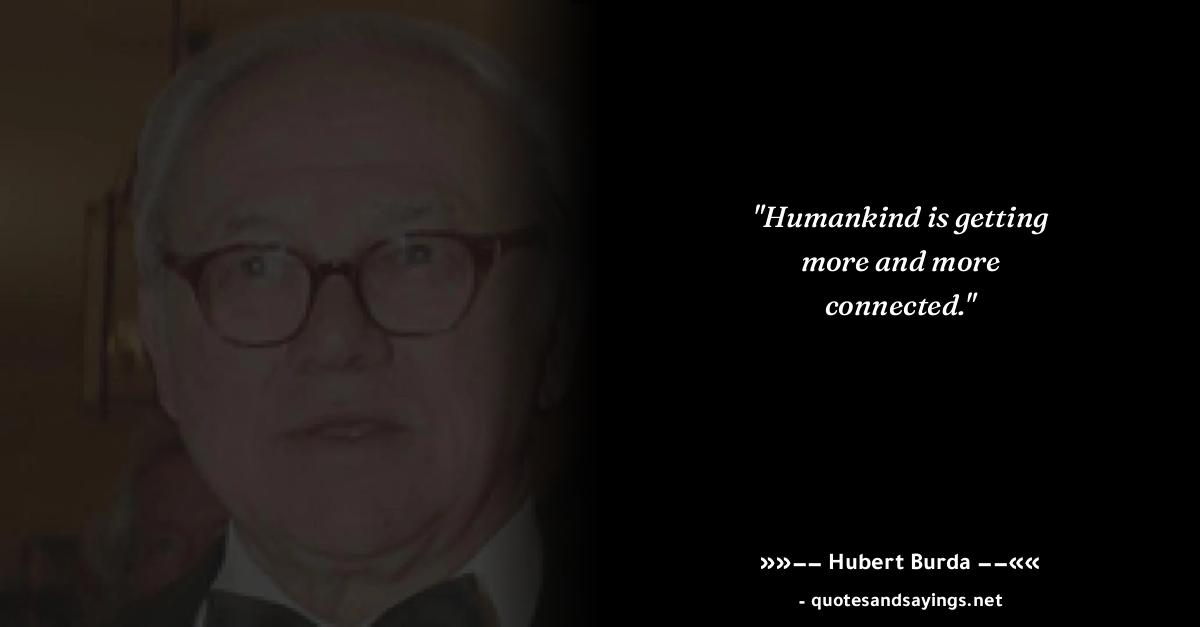 "Humankind is getting
more and more
connected."
»»−− Hubert Burda −−««
- quotesandsayings.net